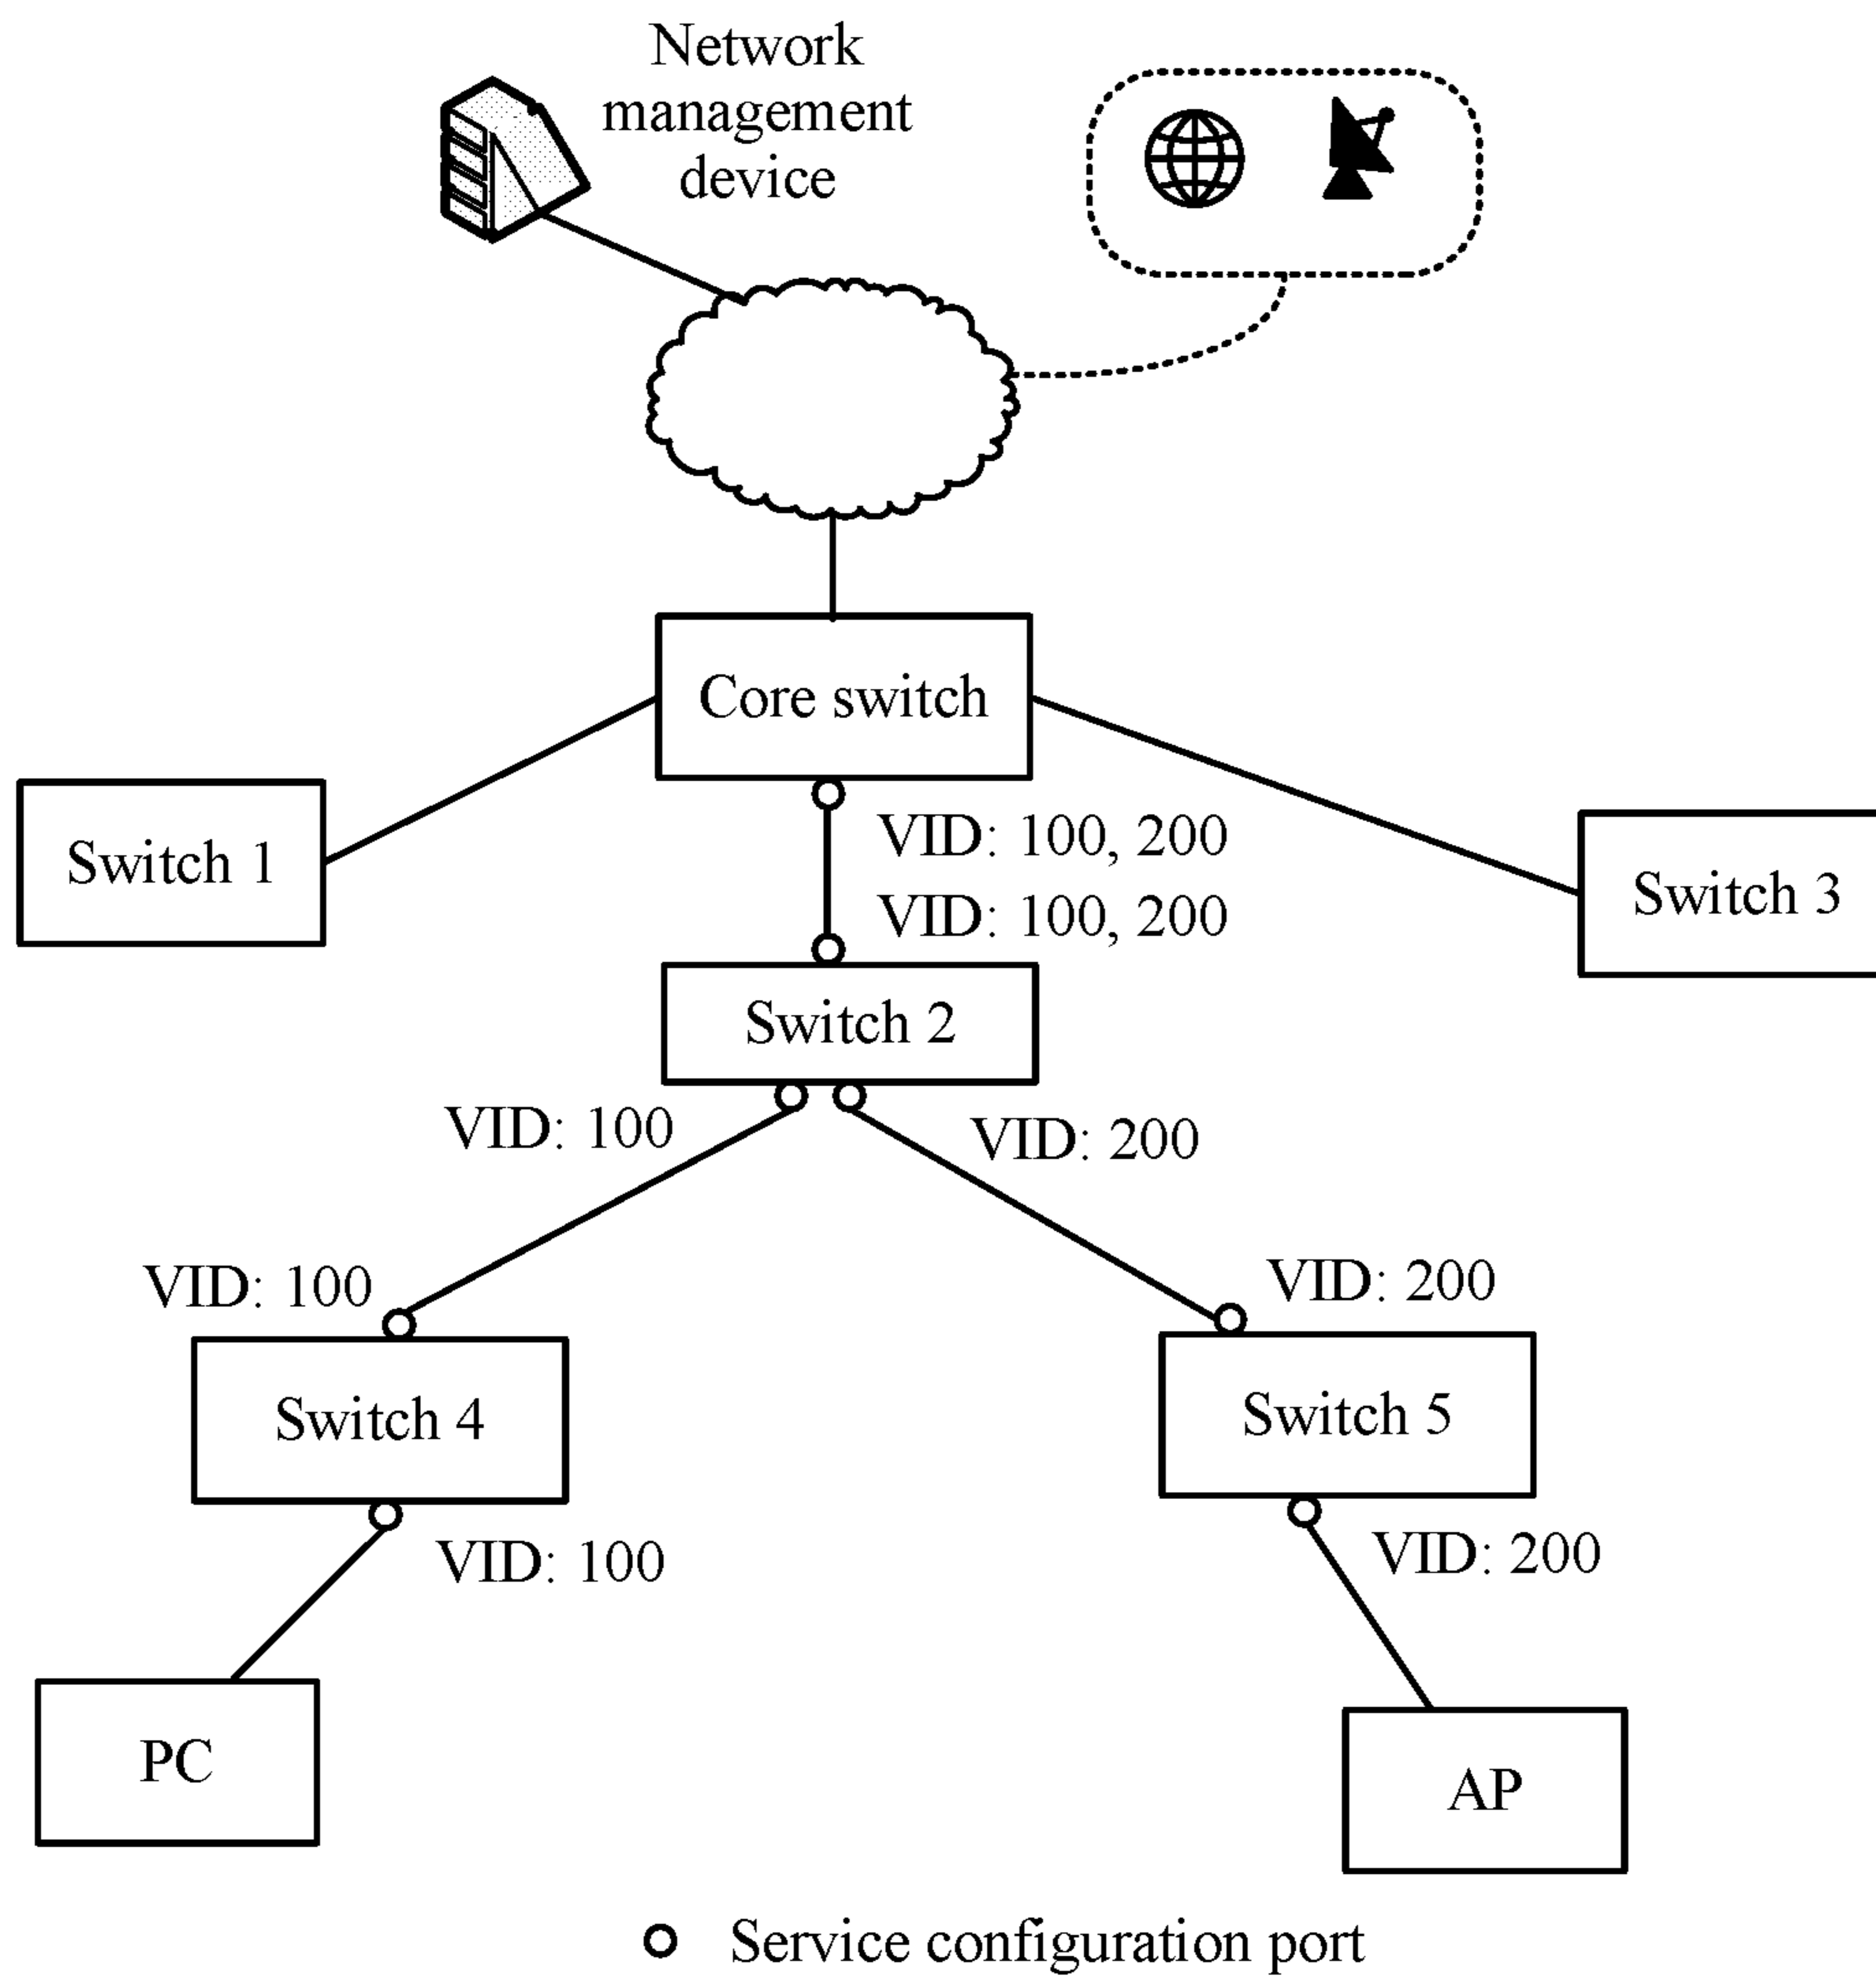 Network
management
device
Core switch
Switch 1
VID: 100, 200
VID: 100, 200
Switch 3
Switch 2
VID: 100
VID: 200
VID: 100
VID: 200
Switch 4
Switch 5
VID: 100
VID: 200
PC
AP
Service configuration port